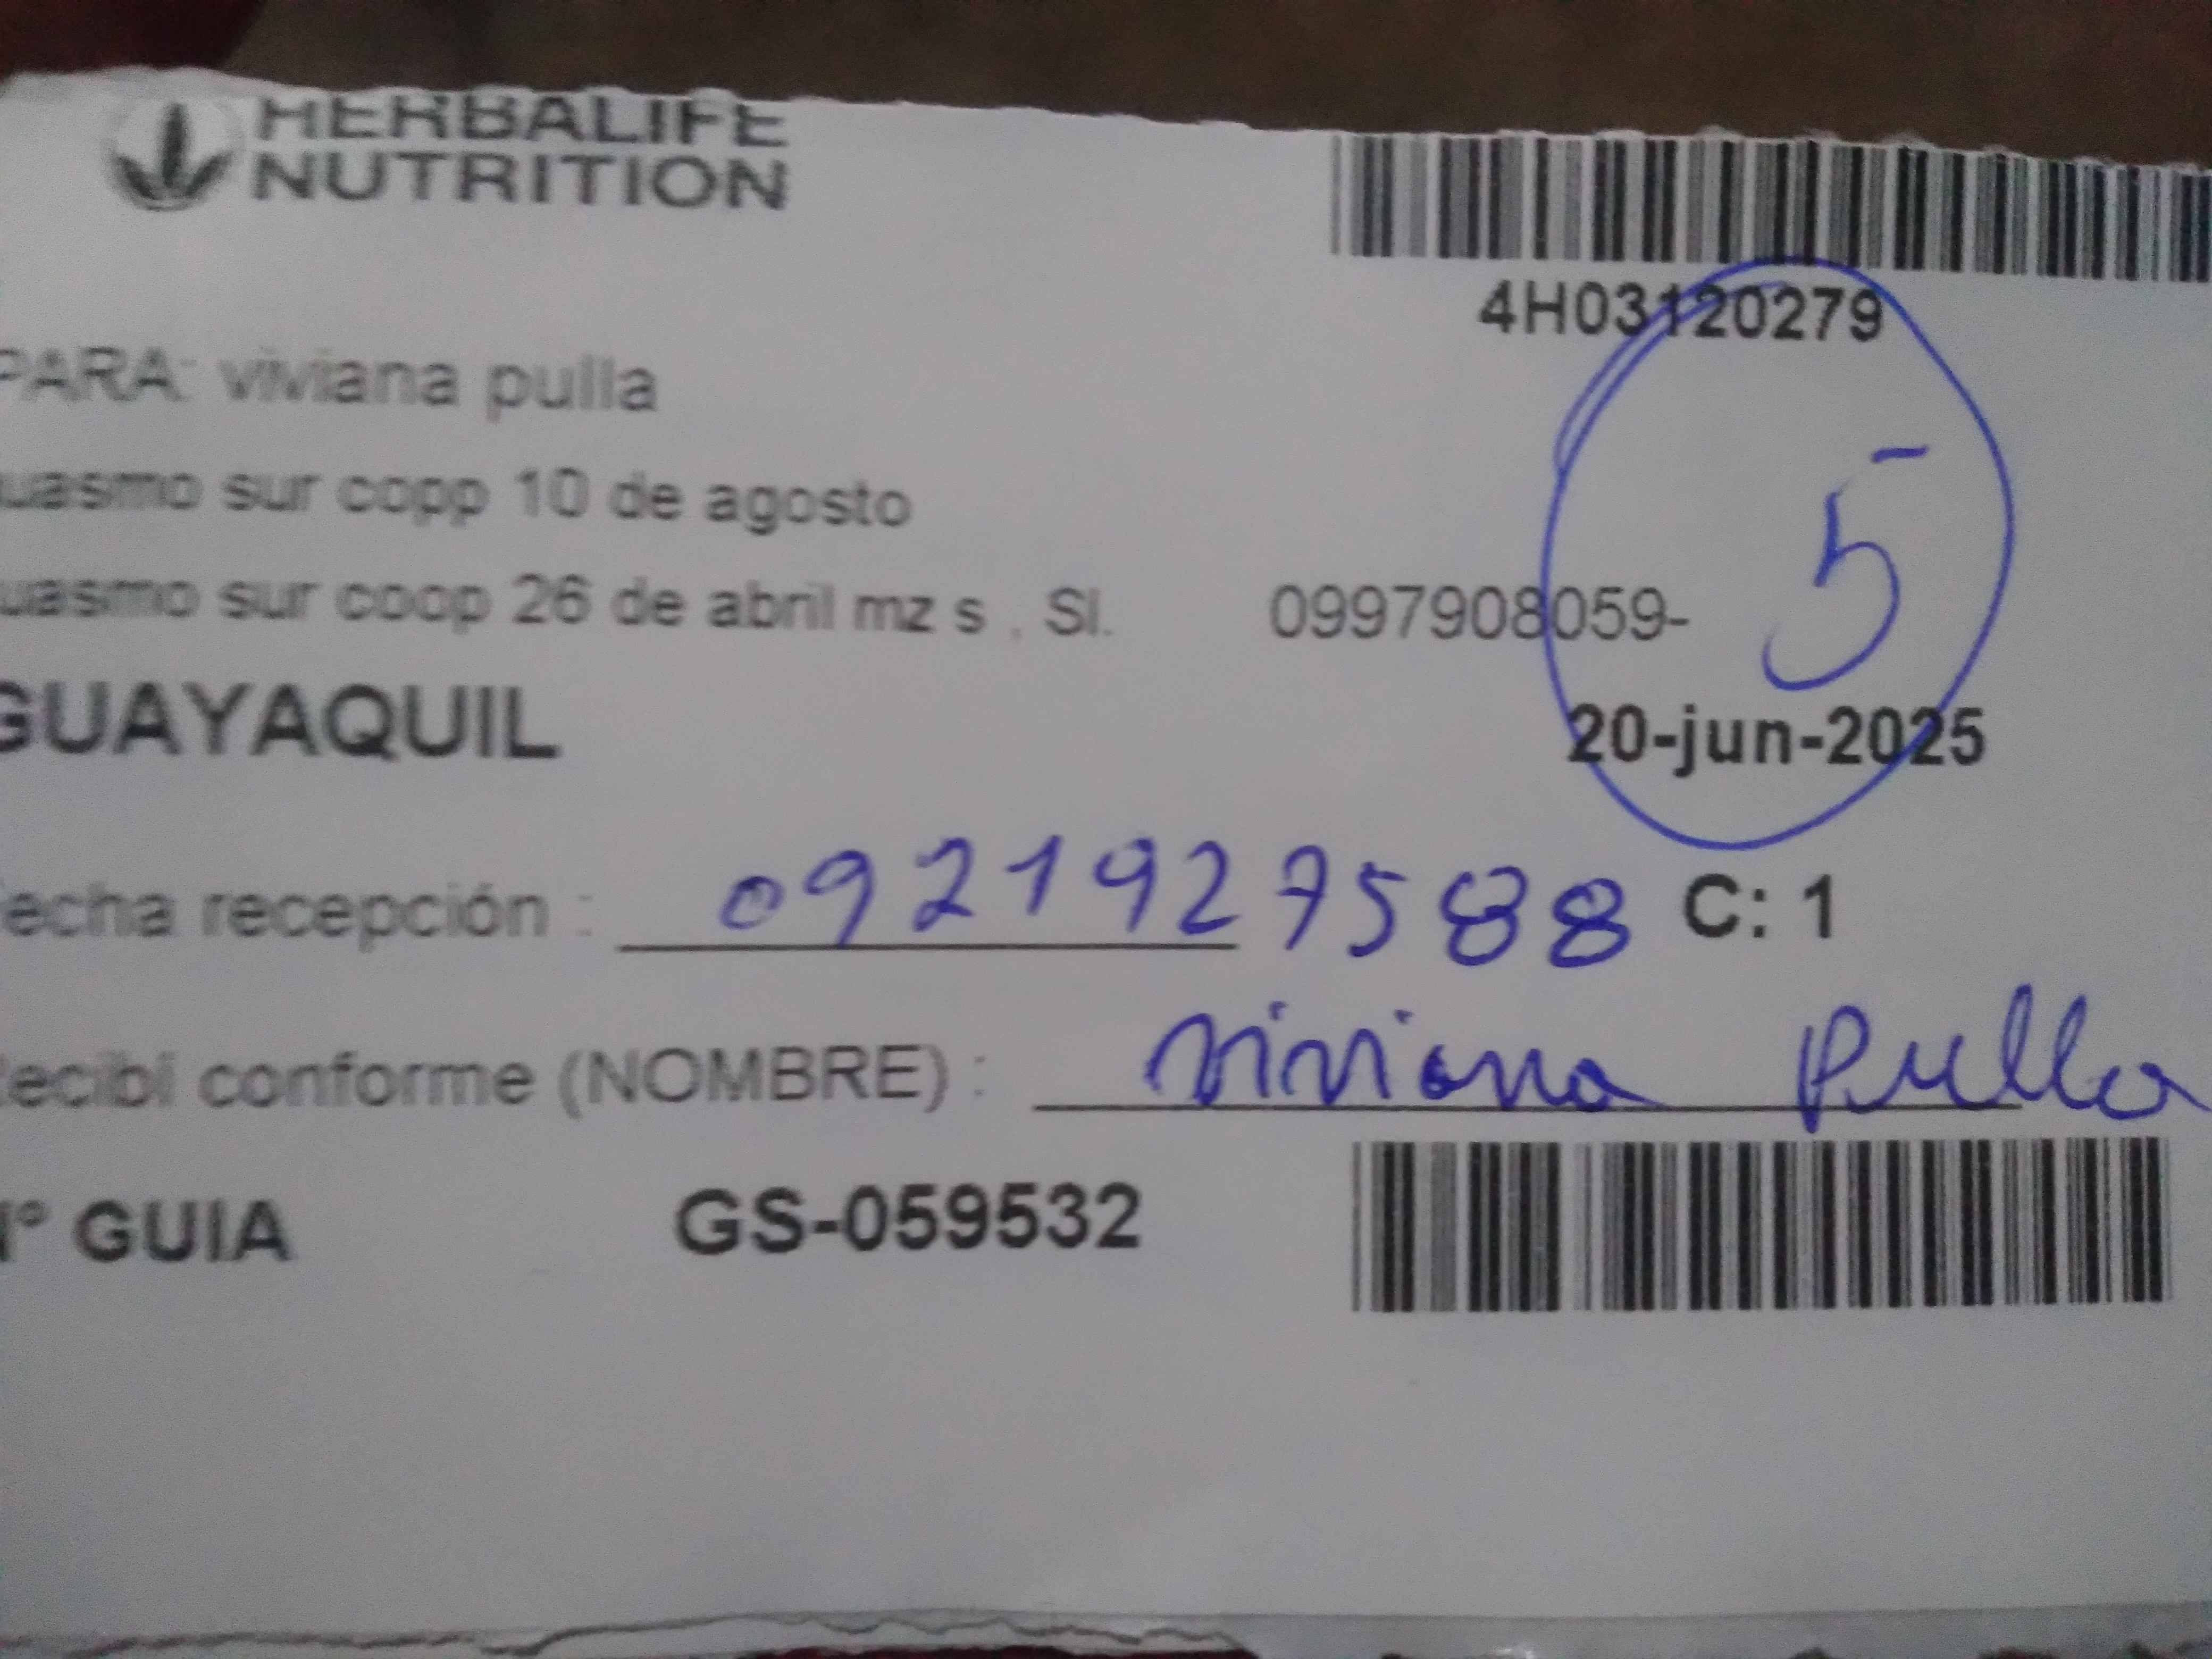 HERBALIFE
NUTRITION
4H03120279
PARA: viviana pulla
uasmo sur copp 10 de agosto
5
uasmo sur coop 26 de abril mz s , Sl. 0997908059-
GUAYAQUIL 20-jun-2025
echa recepción : 0921927588 C: 1
ecibí conforme (NOMBRE) : Viviana Pulla
N° GUIA GS-059532